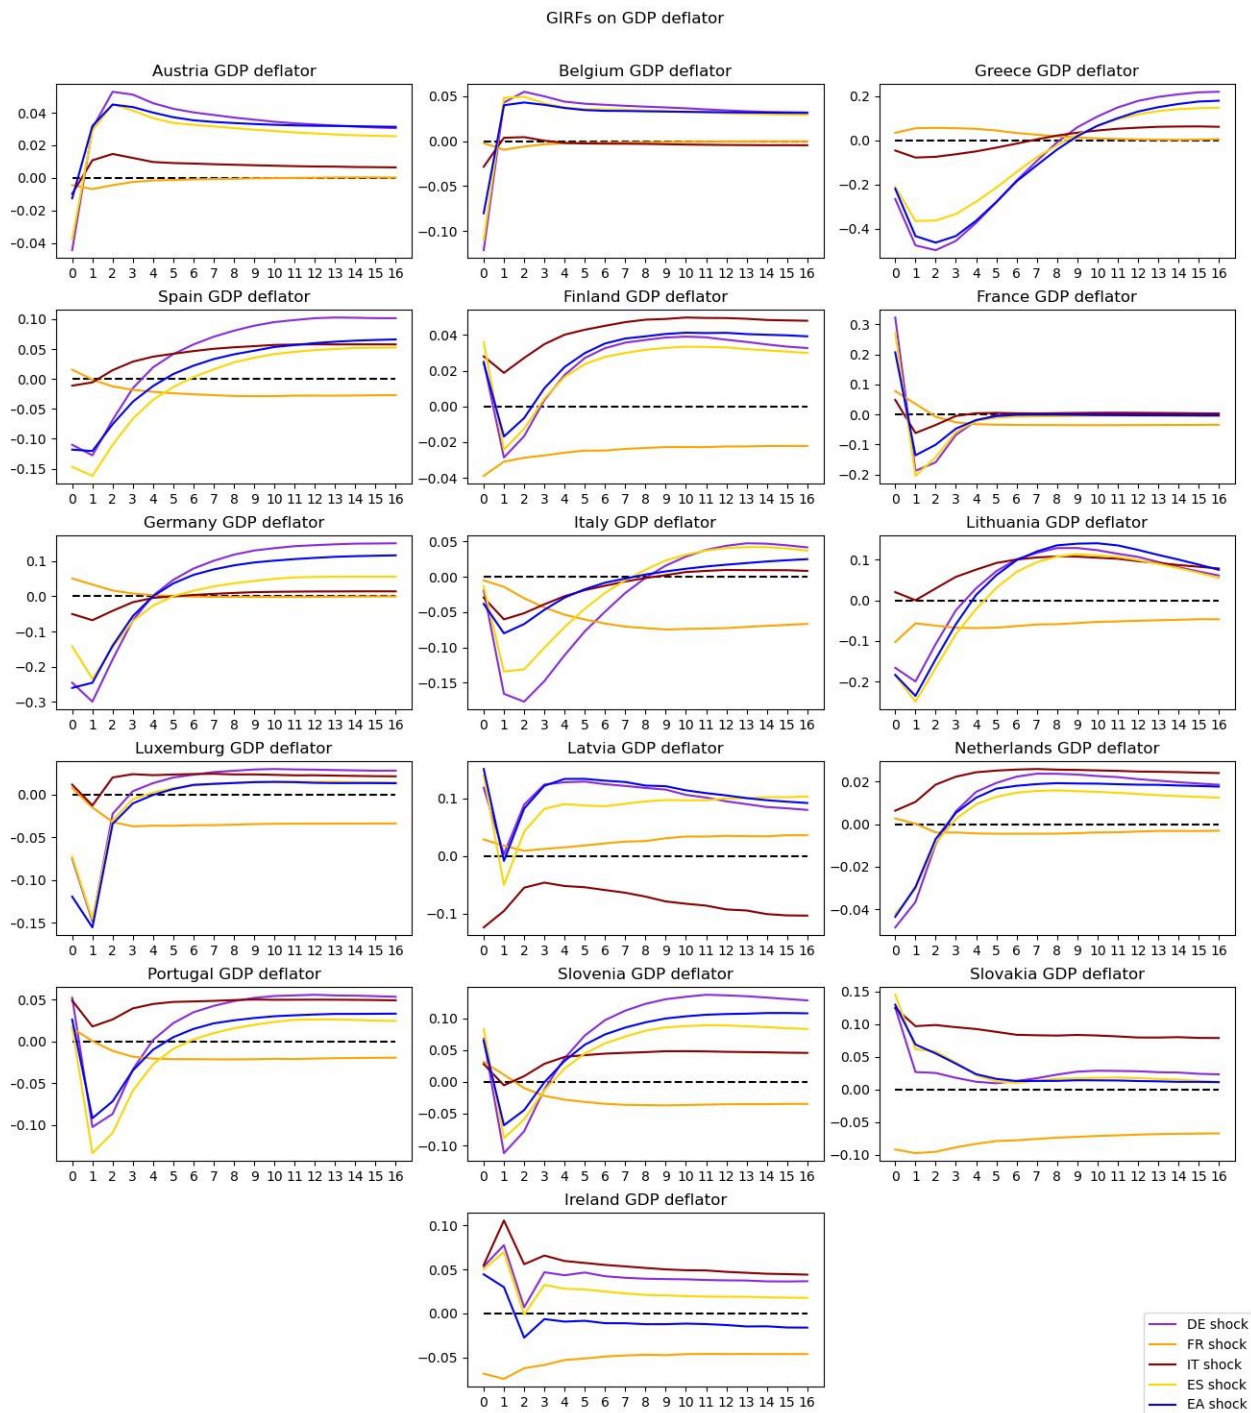 GIRFs on GDP deflator
Austria GDP deflator
0.04
0.02
0.00
−0.02
−0.04
0 1 2 3 4 5 6 7 8 9 10 11 12 13 14 15 16
Belgium GDP deflator
0.05
0.00
−0.05
−0.10
0 1 2 3 4 5 6 7 8 9 10 11 12 13 14 15 16
Greece GDP deflator
0.2
0.0
−0.2
−0.4
0 1 2 3 4 5 6 7 8 9 10 11 12 13 14 15 16
Spain GDP deflator
0.10
0.05
0.00
−0.05
−0.10
−0.15
0 1 2 3 4 5 6 7 8 9 10 11 12 13 14 15 16
Finland GDP deflator
0.04
0.02
0.00
−0.02
−0.04
0 1 2 3 4 5 6 7 8 9 10 11 12 13 14 15 16
France GDP deflator
0.3
0.2
0.1
0.0
−0.1
−0.2
0 1 2 3 4 5 6 7 8 9 10 11 12 13 14 15 16
Germany GDP deflator
0.1
0.0
−0.1
−0.2
−0.3
0 1 2 3 4 5 6 7 8 9 10 11 12 13 14 15 16
Italy GDP deflator
0.05
0.00
−0.05
−0.10
−0.15
0 1 2 3 4 5 6 7 8 9 10 11 12 13 14 15 16
Lithuania GDP deflator
0.1
0.0
−0.1
−0.2
0 1 2 3 4 5 6 7 8 9 10 11 12 13 14 15 16
Luxemburg GDP deflator
0.00
−0.05
−0.10
−0.15
0 1 2 3 4 5 6 7 8 9 10 11 12 13 14 15 16
Latvia GDP deflator
0.1
0.0
−0.1
0 1 2 3 4 5 6 7 8 9 10 11 12 13 14 15 16
Netherlands GDP deflator
0.02
0.00
−0.02
−0.04
0 1 2 3 4 5 6 7 8 9 10 11 12 13 14 15 16
Portugal GDP deflator
0.05
0.00
−0.05
−0.10
0 1 2 3 4 5 6 7 8 9 10 11 12 13 14 15 16
Slovenia GDP deflator
0.10
0.05
0.00
−0.05
−0.10
0 1 2 3 4 5 6 7 8 9 10 11 12 13 14 15 16
Slovakia GDP deflator
0.15
0.10
0.05
0.00
−0.05
−0.10
0 1 2 3 4 5 6 7 8 9 10 11 12 13 14 15 16
Ireland GDP deflator
0.10
0.05
0.00
−0.05
0 1 2 3 4 5 6 7 8 9 10 11 12 13 14 15 16
DE shock
FR shock
IT shock
ES shock
EA shock